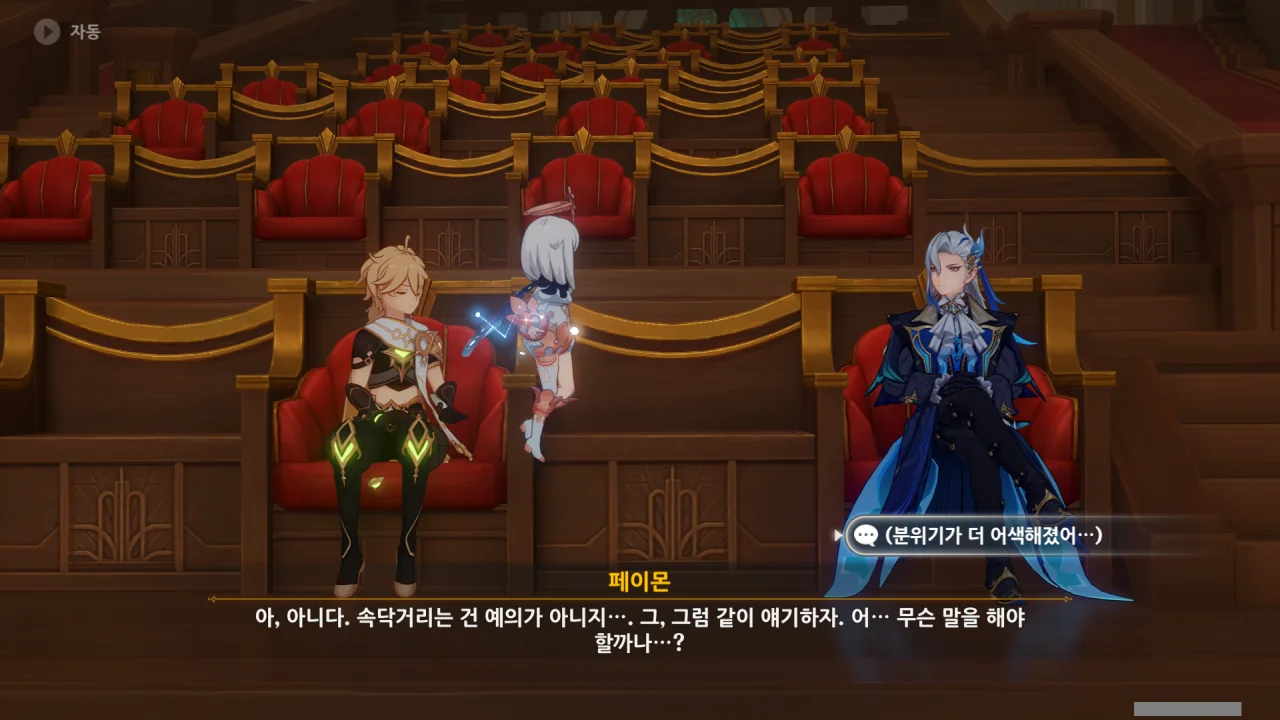 자동
(분위기가 더 어색해졌어…)
페이몬
아, 아니다. 속닥거리는 건 예의가 아니지…. 그, 그럼 같이 얘기하자. 어… 무슨 말을 해야
할까나…?